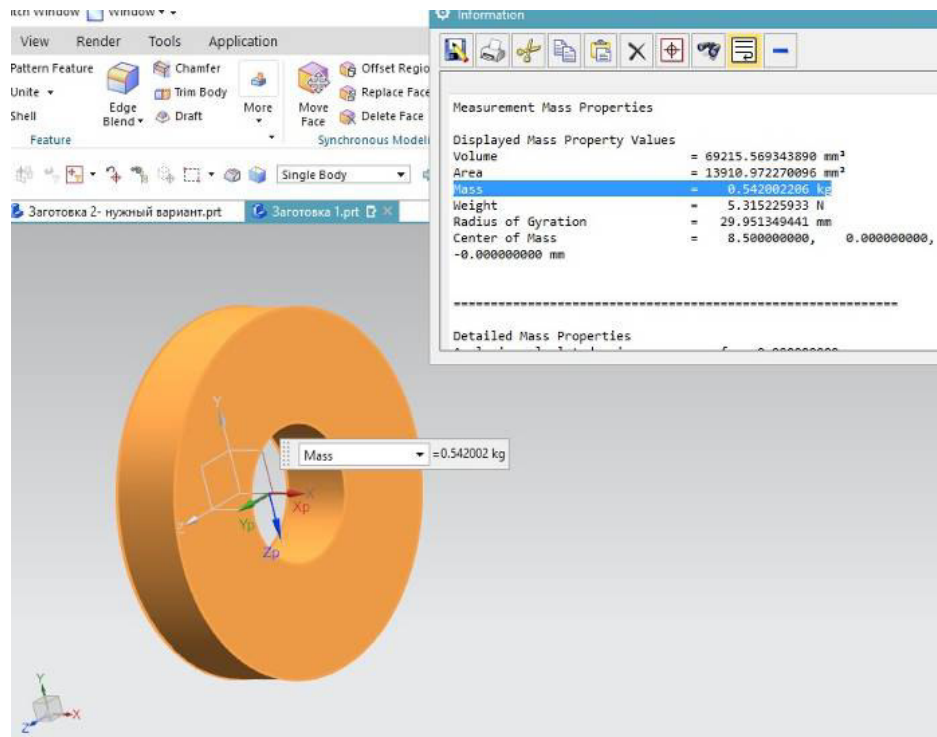 Window Window
Information
View Render Tools Application
Pattern Feature
Chamfer
Offset Regio
Unite
Trim Body
Replace Face
Shell
Edge Blend
Draft
More
Move Face
Delete Face
Feature
Synchronous Modeli
Single Body
Заготовка 2- нужный вариант.prt
Заготовка 1.prt
Measurement Mass Properties
Displayed Mass Property Values
Volume = 69215.569343890 mm³
Area = 13910.972270096 mm²
Mass = 0.542002206 kg
Weight = 5.315225933 N
Radius of Gyration = 29.951349441 mm
Center of Mass = 8.500000000, 0.000000000,
-0.000000000 mm
============================================================
Detailed Mass Properties
Mass =0.542002 kg
Y
X
Xp
Z
Yp
Zp
Y
X
Z